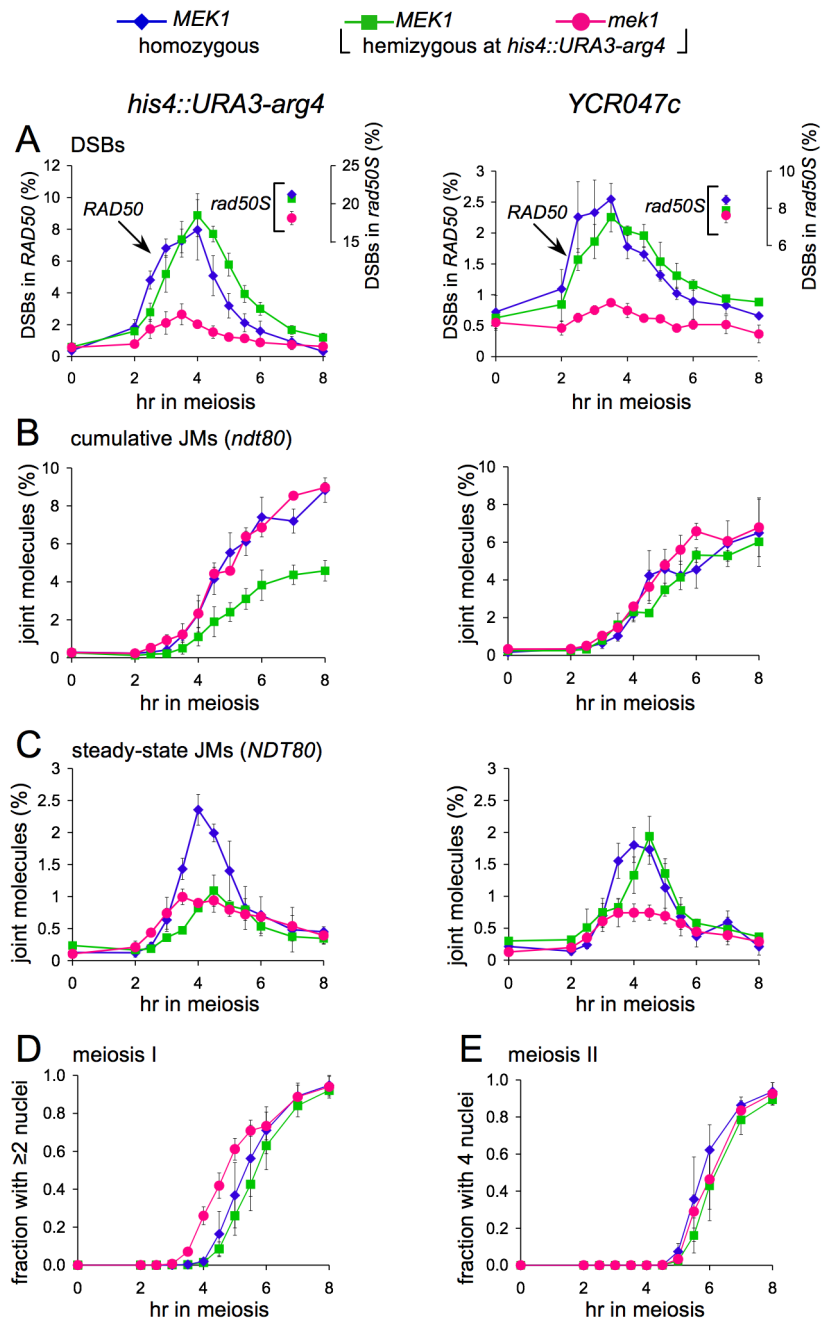 MEK1 MEK1 mek1
homozygous hemizygous at his4::URA3-arg4
his4::URA3-arg4 YCR047c
A DSBs
DSBs in RAD50 (%)
12
10
8
6
4
2
0
RAD50
rad50S
25
20
15
DSBs in rad50S (%)
0 2 4 6 8
hr in meiosis
DSBs in RAD50 (%)
3
2.5
2
1.5
1
0.5
0
RAD50
rad50S
10
8
6
DSBs in rad50S (%)
0 2 4 6 8
hr in meiosis
B cumulative JMs (ndt80)
joint molecules (%)
10
8
6
4
2
0
0 2 4 6 8
hr in meiosis
joint molecules (%)
10
8
6
4
2
0
0 2 4 6 8
hr in meiosis
C steady-state JMs (NDT80)
joint molecules (%)
3
2.5
2
1.5
1
0.5
0
0 2 4 6 8
hr in meiosis
joint molecules (%)
3
2.5
2
1.5
1
0.5
0
0 2 4 6 8
hr in meiosis
D meiosis I
fraction with ≥2 nuclei
1.0
0.8
0.6
0.4
0.2
0.0
0 2 4 6 8
hr in meiosis
E meiosis II
fraction with 4 nuclei
1.0
0.8
0.6
0.4
0.2
0.0
0 2 4 6 8
hr in meiosis